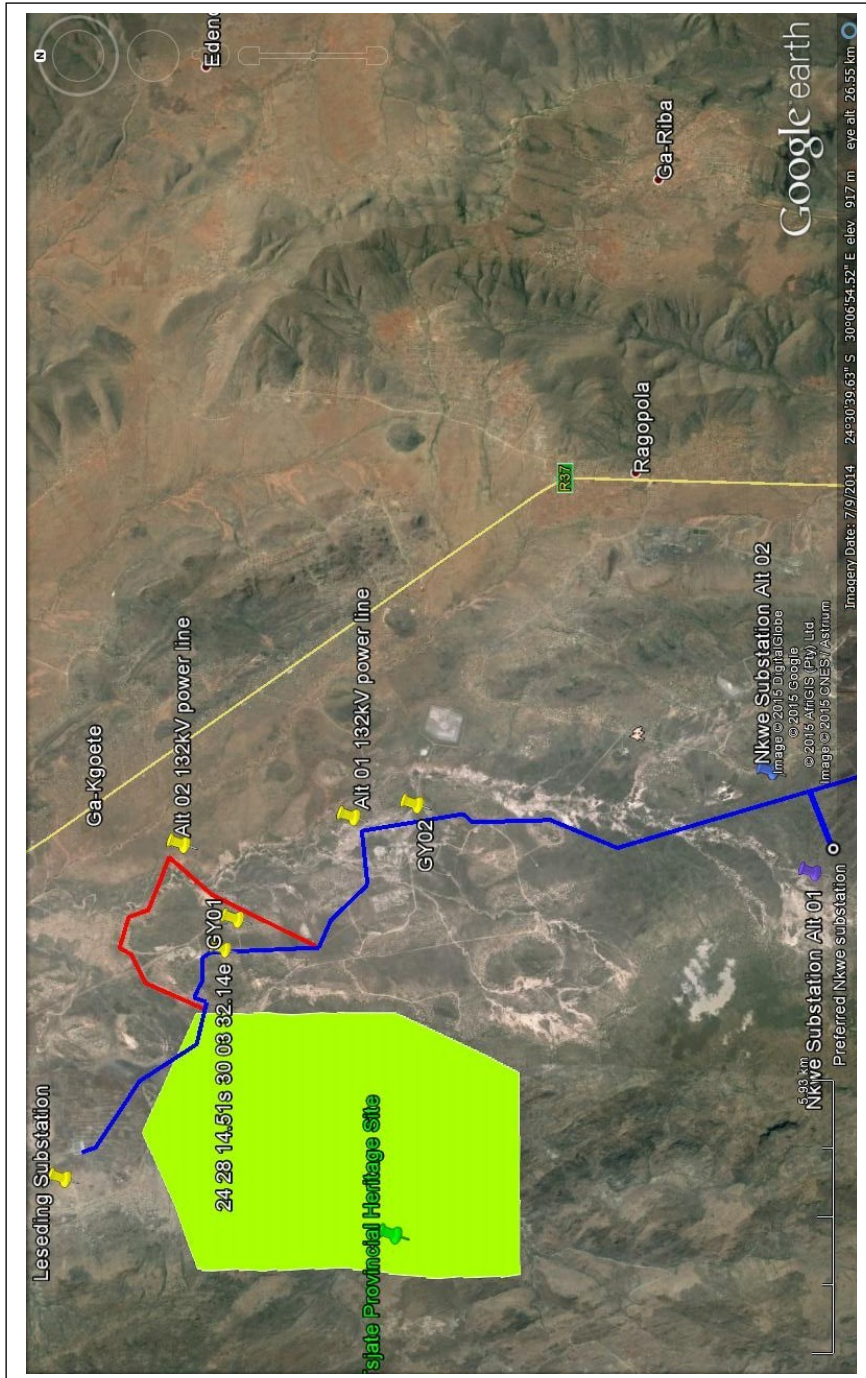 Leseding Substation
Ga-Kgoete
Edenc
Alt 02 132kV power line
GY01
24 28 14.51s 30 03 32.14e
Alt 01 132kV power line
GY02
Provincial Heritage Site
R37
Ragopola
Ga-Riba
Nkwe Substation Alt 02
Image © 2015 DigitalGlobe
© 2015 Google
© 2015 AfriGIS (Pty) Ltd.
Image © 2015 CNES / Astrium
Nkwe Substation Alt 01
Preferred Nkwe substation
5.93 km
Google earth
Imagery Date: 7/9/2014 24°30'39.63" S 30°06'54.52" E elev 917 m eye alt 26.55 km
N